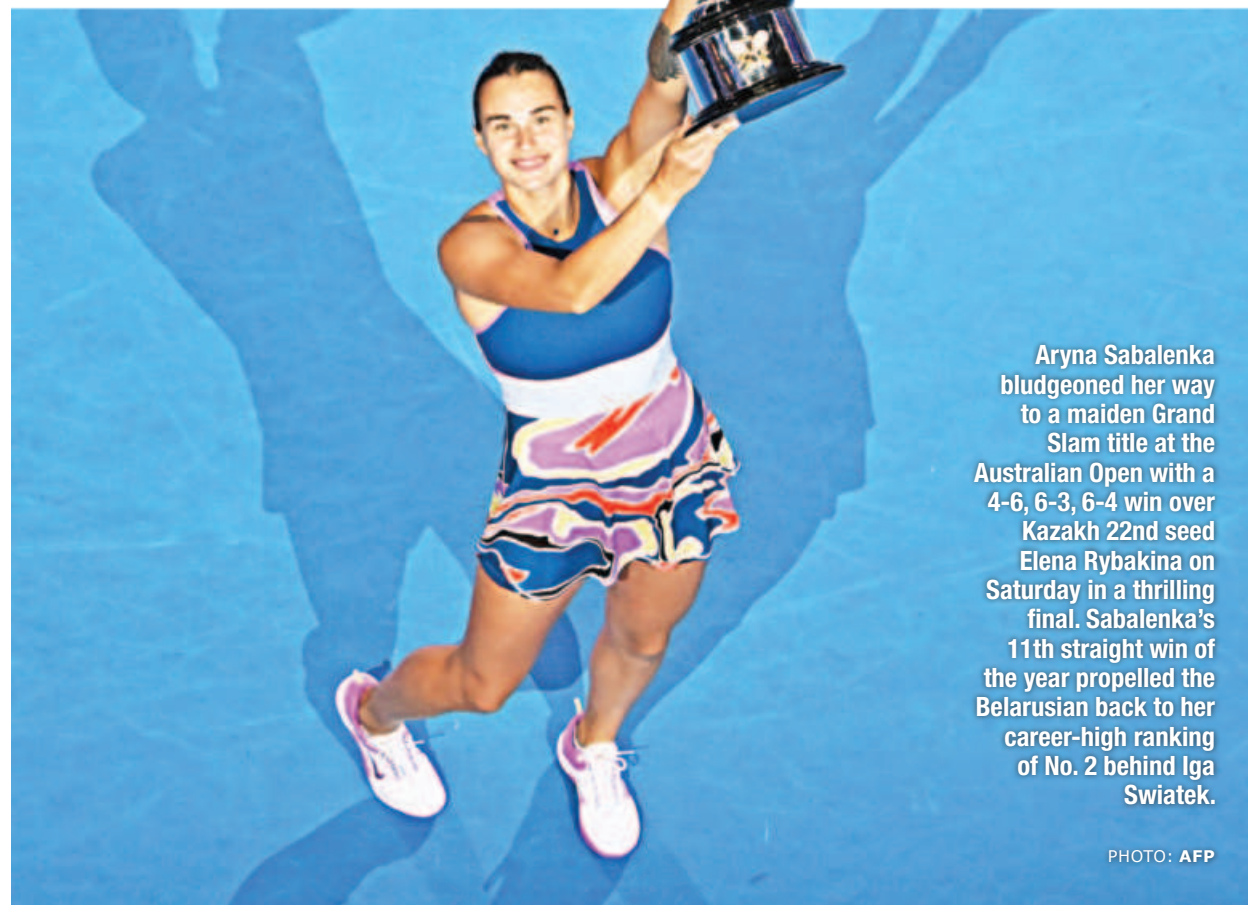 Aryna Sabalenka
bludgeoned her way
to a maiden Grand
Slam title at the
Australian Open with a
4-6, 6-3, 6-4 win over
Kazakh 22nd seed
Elena Rybakina on
Saturday in a thrilling
final. Sabalenka’s
11th straight win of
the year propelled the
Belarusian back to her
career-high ranking
of No. 2 behind Iga
Swiatek.
PHOTO: AFP